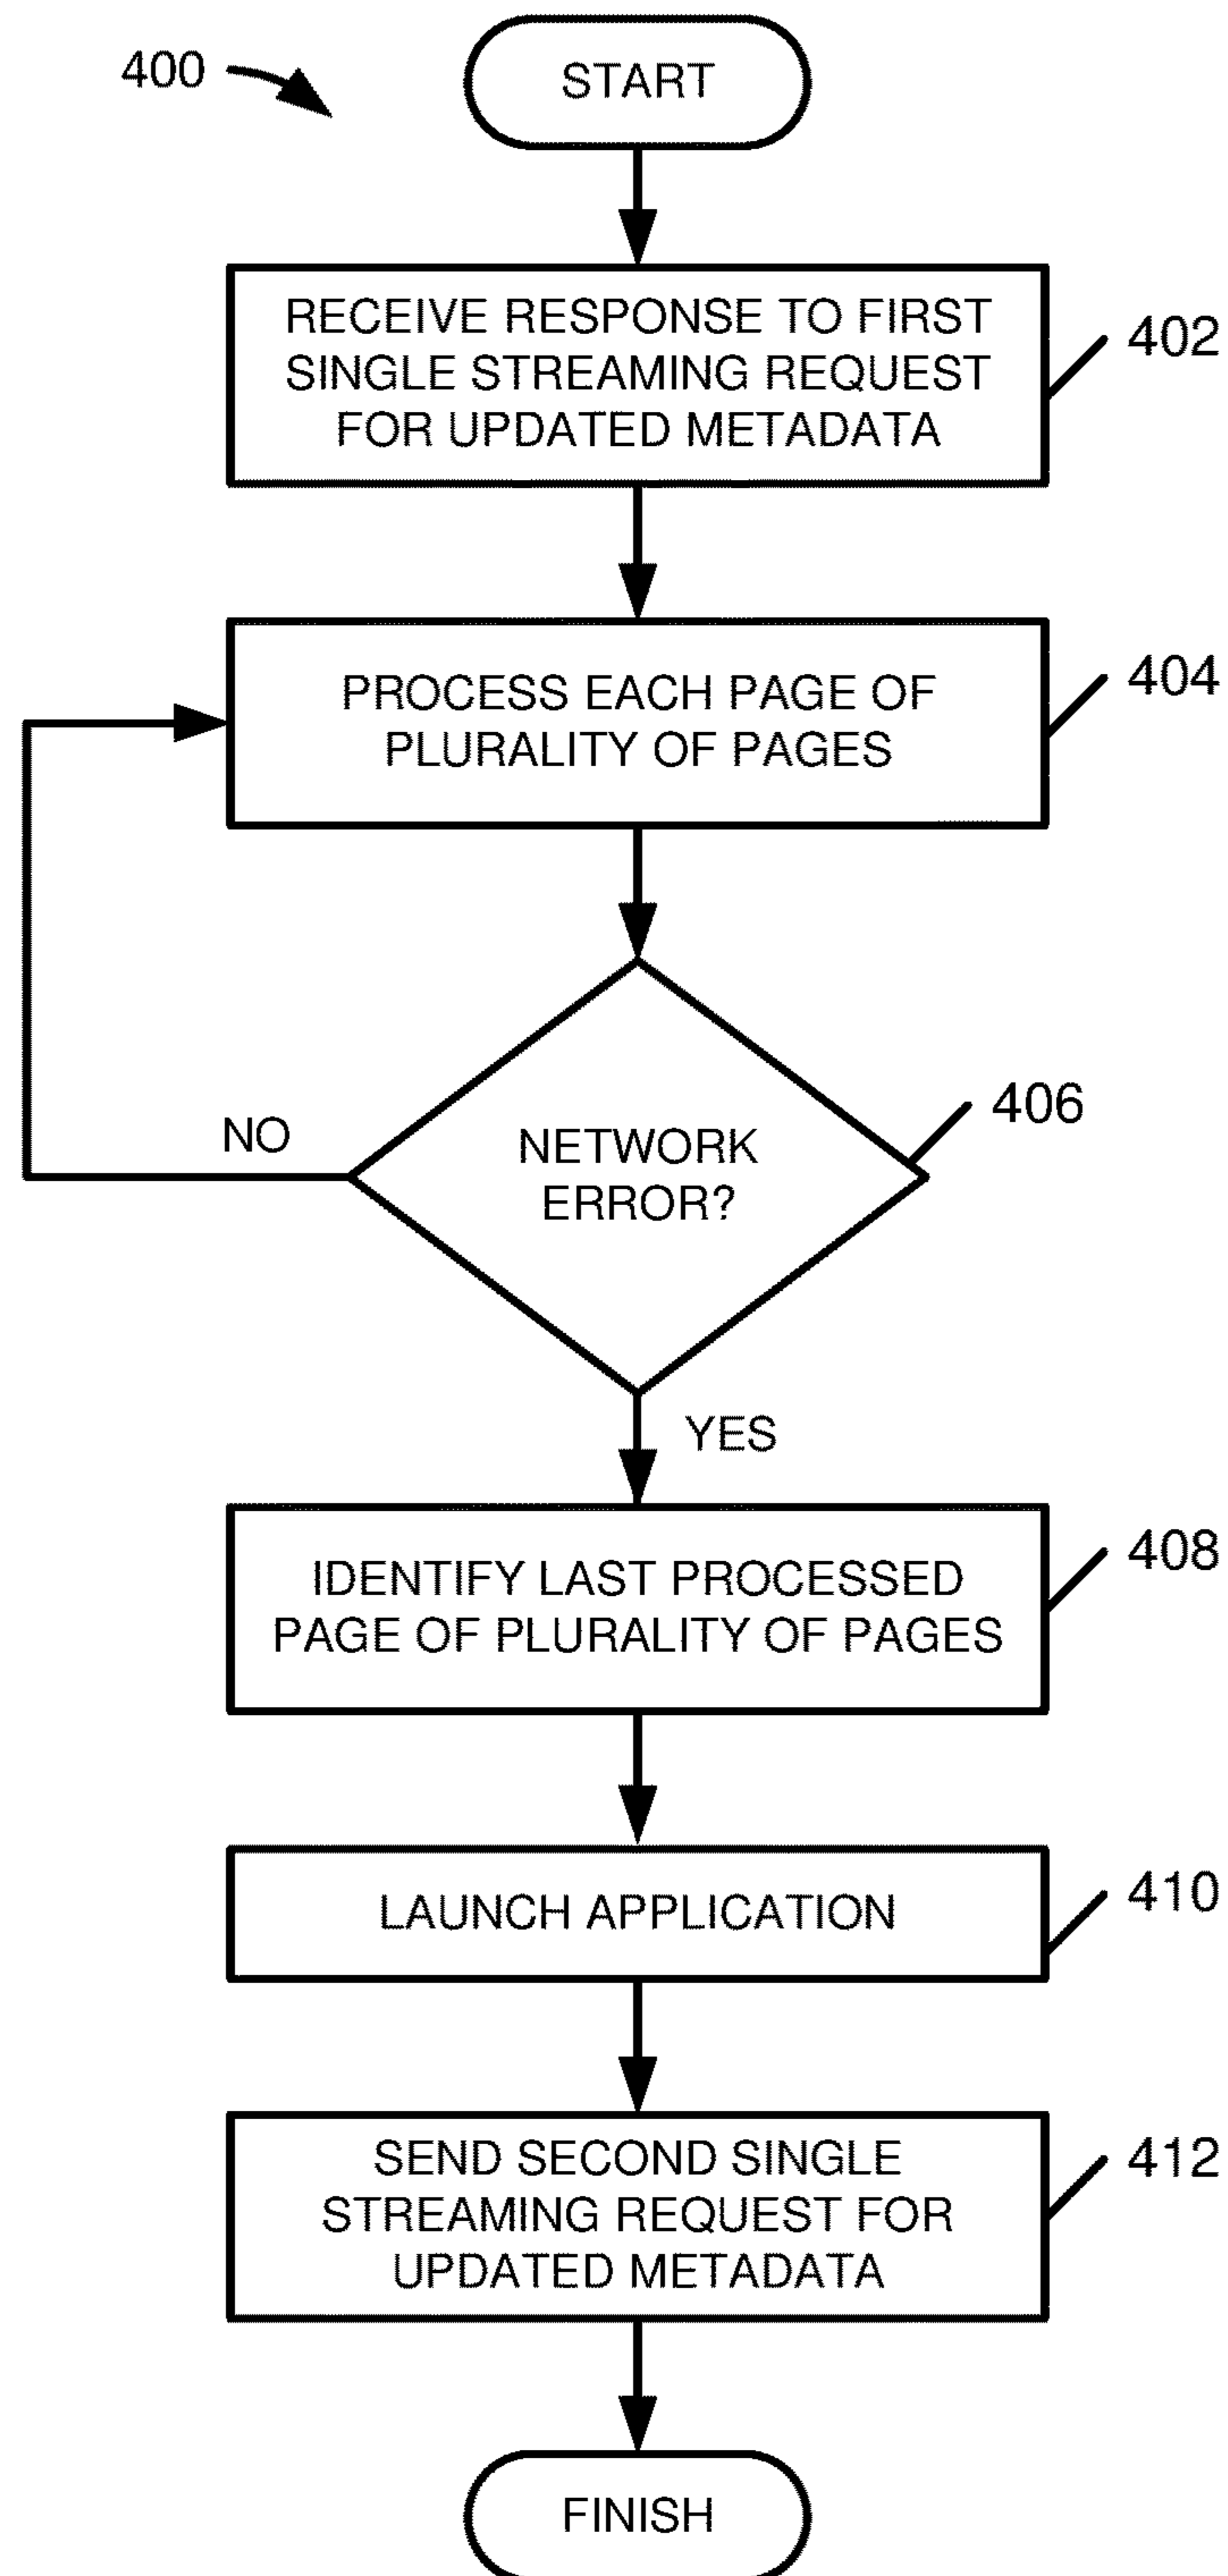 400
START
RECEIVE RESPONSE TO FIRST
SINGLE STREAMING REQUEST
FOR UPDATED METADATA
402
PROCESS EACH PAGE OF
PLURALITY OF PAGES
404
NETWORK
ERROR?
406
NO
YES
IDENTIFY LAST PROCESSED
PAGE OF PLURALITY OF PAGES
408
LAUNCH APPLICATION
410
SEND SECOND SINGLE
STREAMING REQUEST FOR
UPDATED METADATA
412
FINISH